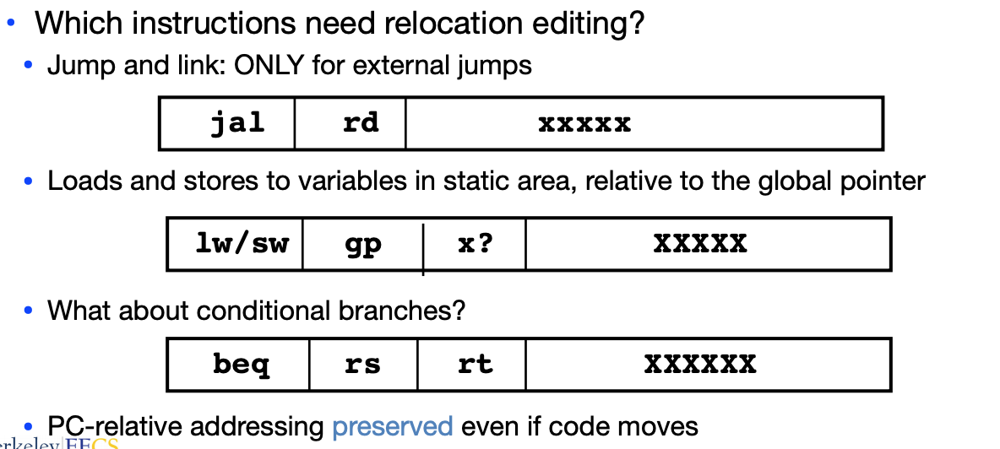 • Which instructions need relocation editing?
• Jump and link: ONLY for external jumps
jal rd xxxxx
• Loads and stores to variables in static area, relative to the global pointer
lw/sw gp x? XXXXX
• What about conditional branches?
beq rs rt XXXXXX
• PC-relative addressing preserved even if code moves
erkeley EECS